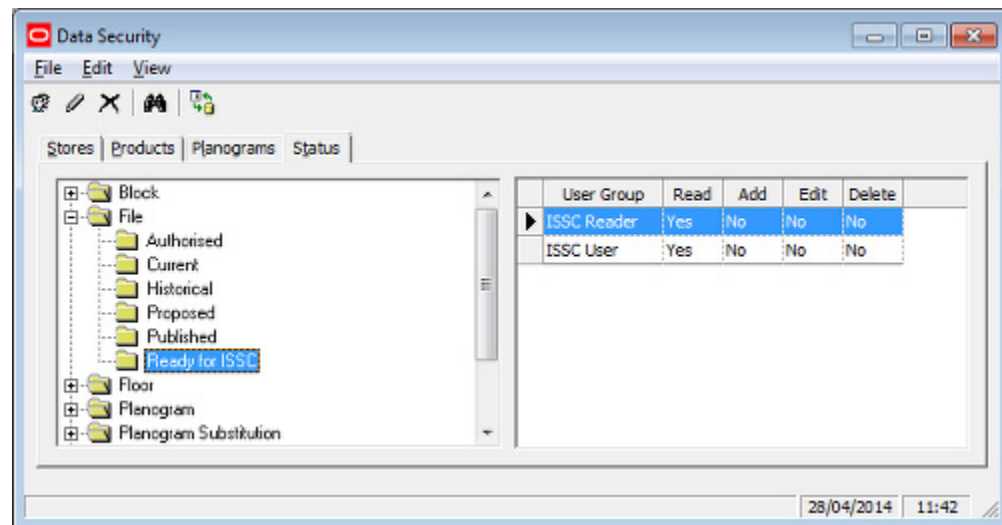 Data Security
File Edit View
Stores Products Planograms Status
Block
File
Authorised
Current
Historical
Proposed
Published
Ready for ISSC
Floor
Planogram
Planogram Substitution
User Group Read Add Edit Delete
ISSC Reader Yes No No No
ISSC User Yes No No No
28/04/2014 11:42